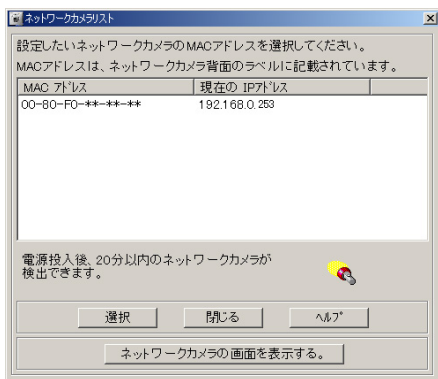 ネットワークカメラリスト
設定したいネットワークカメラのMACアドレスを選択してください。
MACアドレスは、ネットワークカメラ背面のラベルに記載されています。
MAC アドレス 現在の IPアドレス
00-80-F0-**-**-** 192.168.0.253
電源投入後、20分以内のネットワークカメラが
検出できます。
選択 閉じる ヘルプ
ネットワークカメラの画面を表示する。